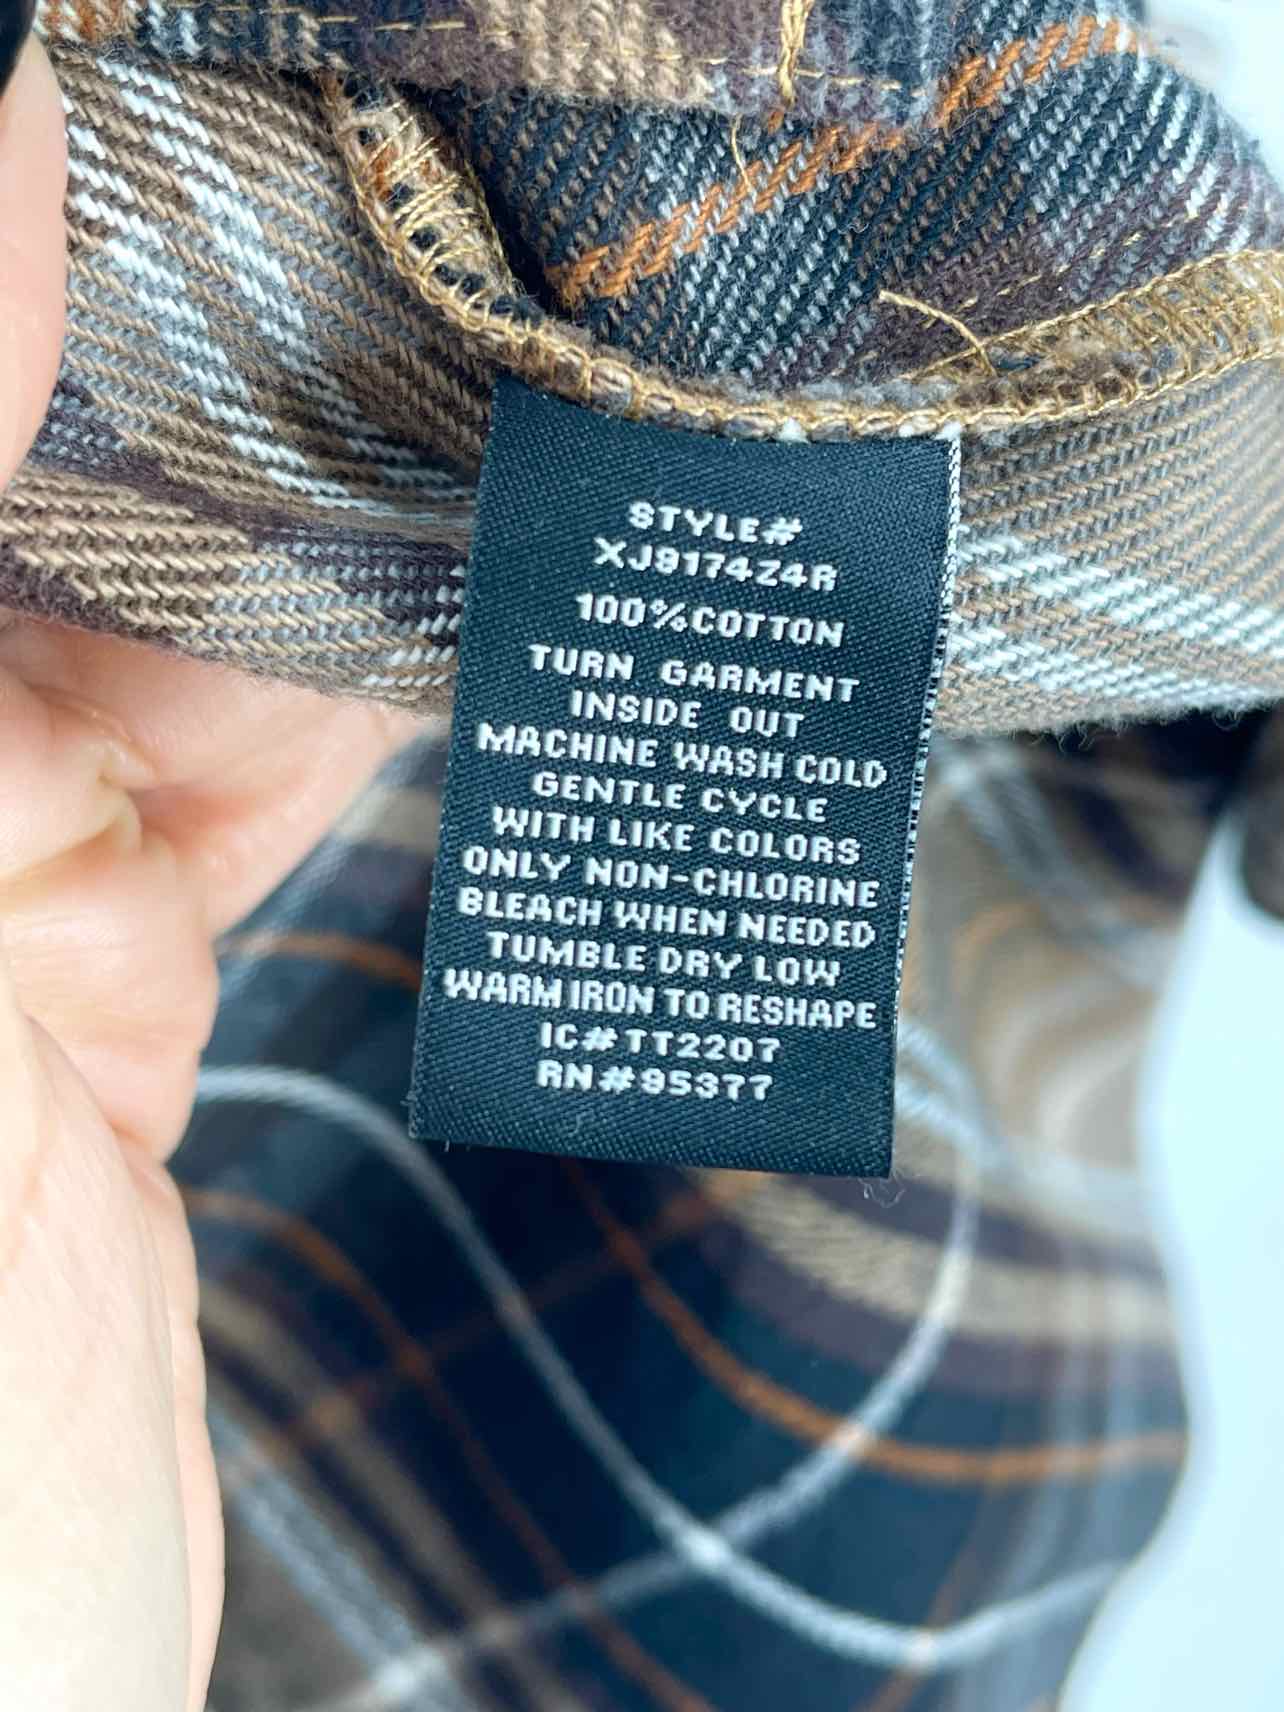 STYLE#
XJ9174Z4R
100%COTTON
TURN GARMENT
INSIDE OUT
MACHINE WASH COLD
GENTLE CYCLE
WITH LIKE COLORS
ONLY NON-CHLORINE
BLEACH WHEN NEEDED
TUMBLE DRY LOW
WARM IRON TO RESHAPE
IC#TT2207
RN#95377